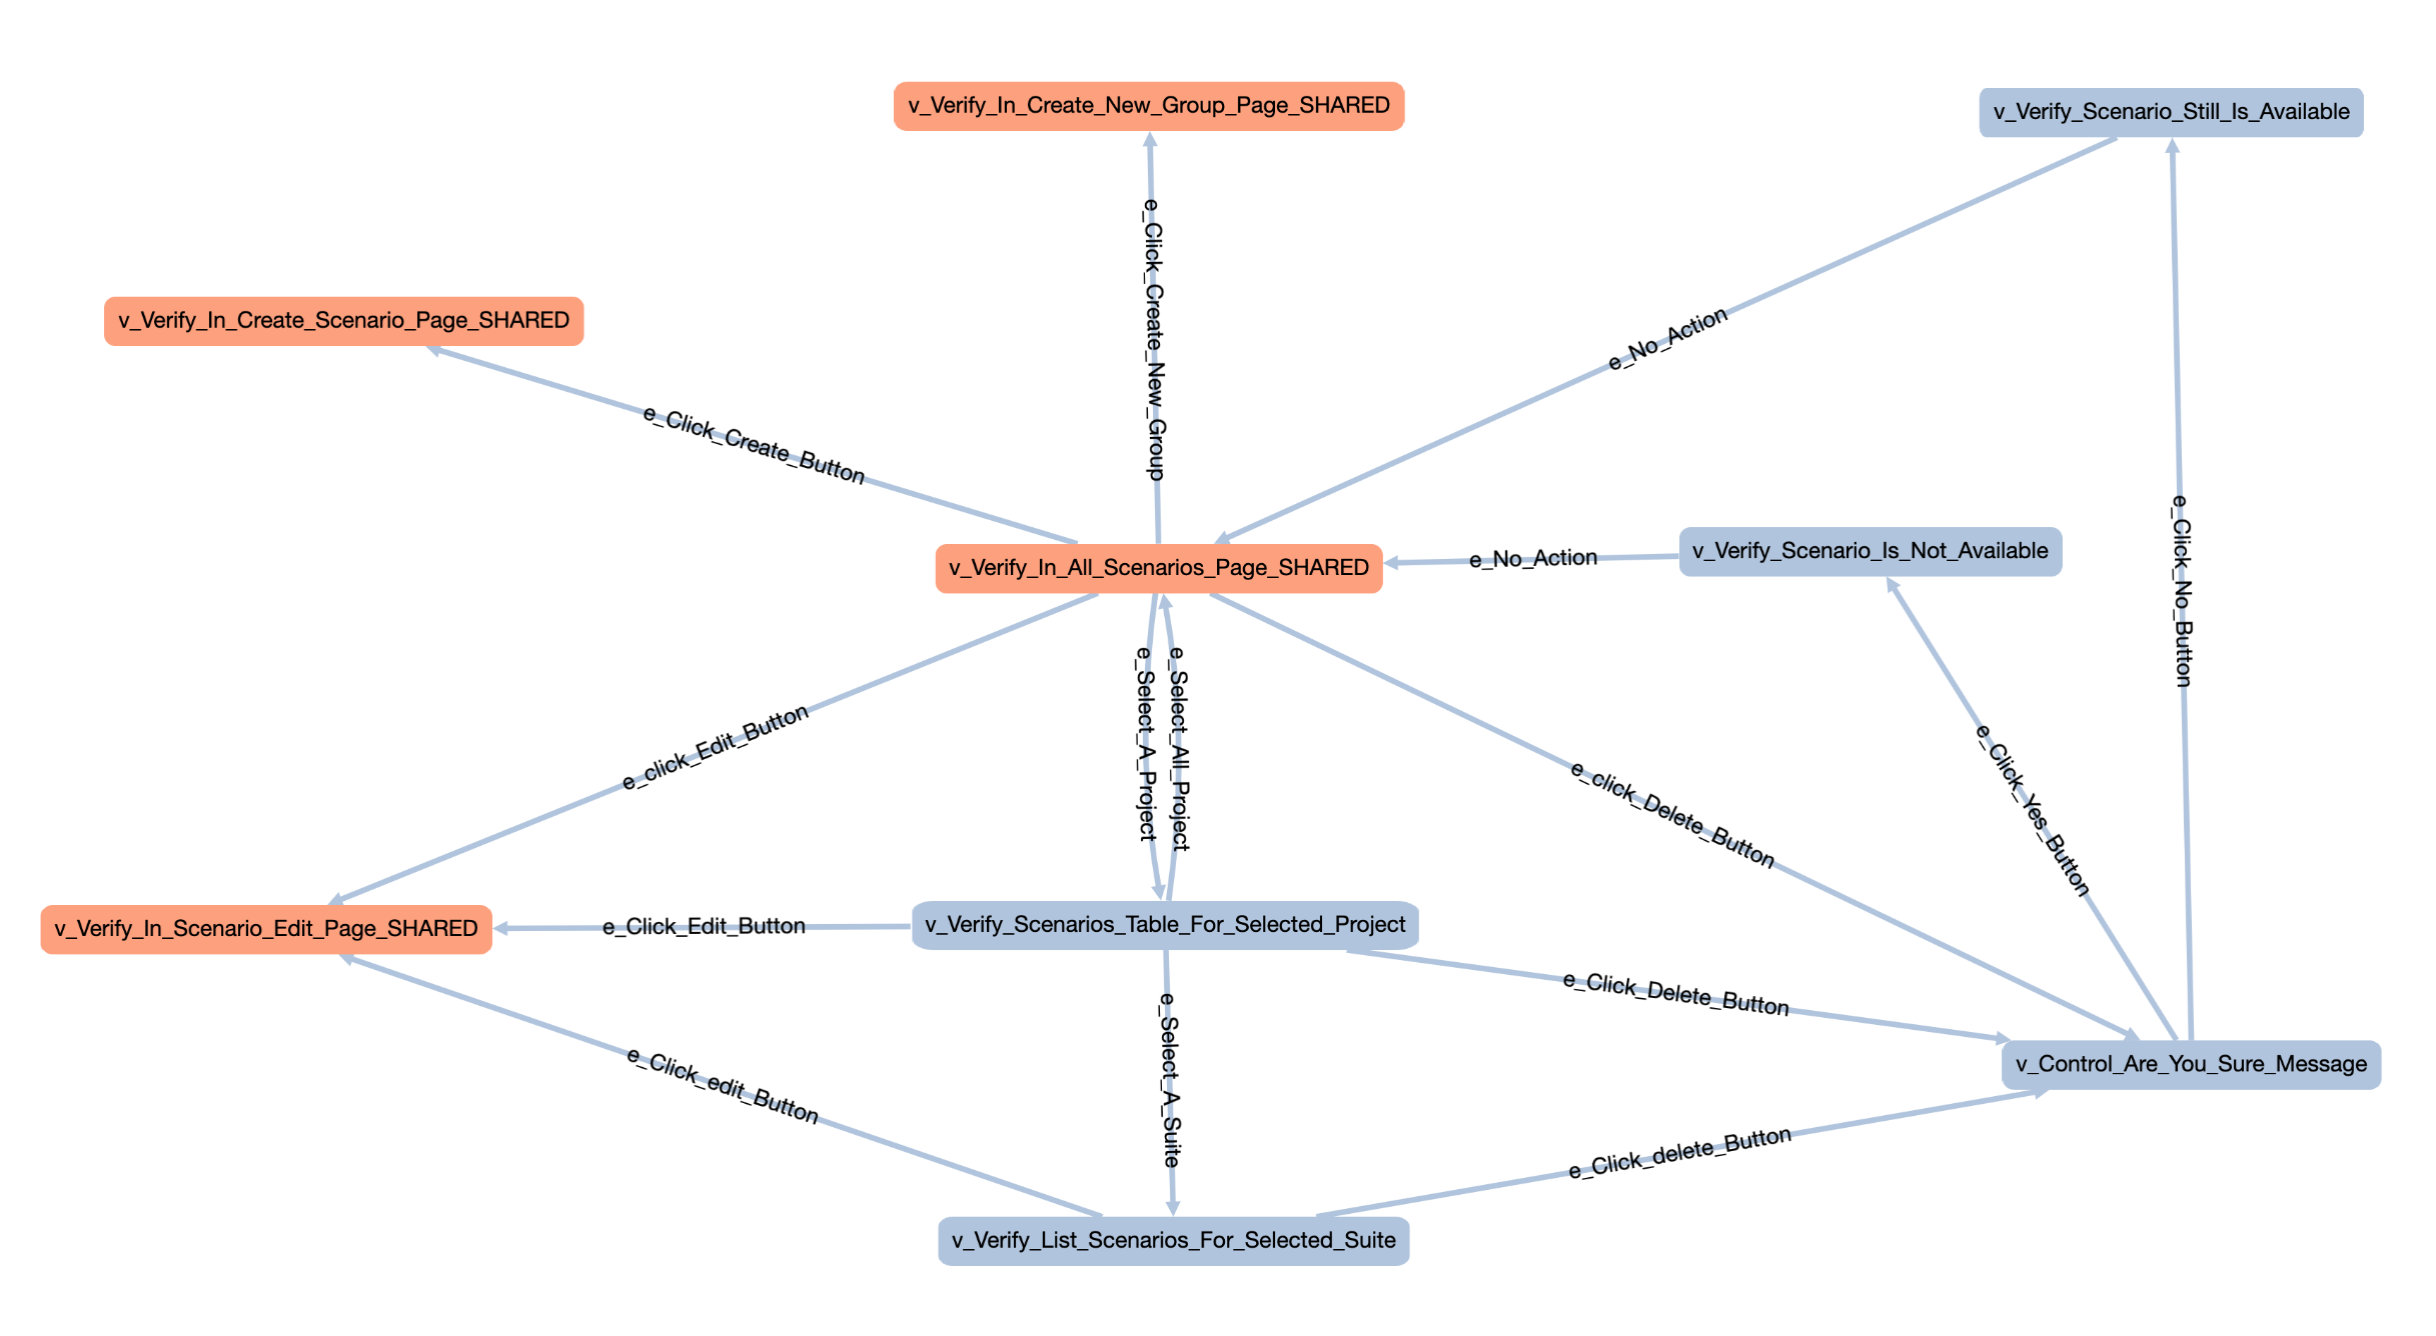 v_Verify_In_Create_New_Group_Page_SHARED
v_Verify_Scenario_Still_Is_Available
e_Click_Create_New_Group
v_Verify_In_Create_Scenario_Page_SHARED
e_No_Action
e_Click_Create_Button
v_Verify_In_All_Scenarios_Page_SHARED
e_No_Action
v_Verify_Scenario_Is_Not_Available
e_Click_No_Button
e_click_Edit_Button
e_Select_A_Project
e_Select_All_Project
e_click_Delete_Button
e_Click_Yes_Button
v_Verify_In_Scenario_Edit_Page_SHARED
e_Click_Edit_Button
v_Verify_Scenarios_Table_For_Selected_Project
e_Click_Delete_Button
e_Click_edit_Button
e_Select_A_Suite
v_Control_Are_You_Sure_Message
e_Click_delete_Button
v_Verify_List_Scenarios_For_Selected_Suite